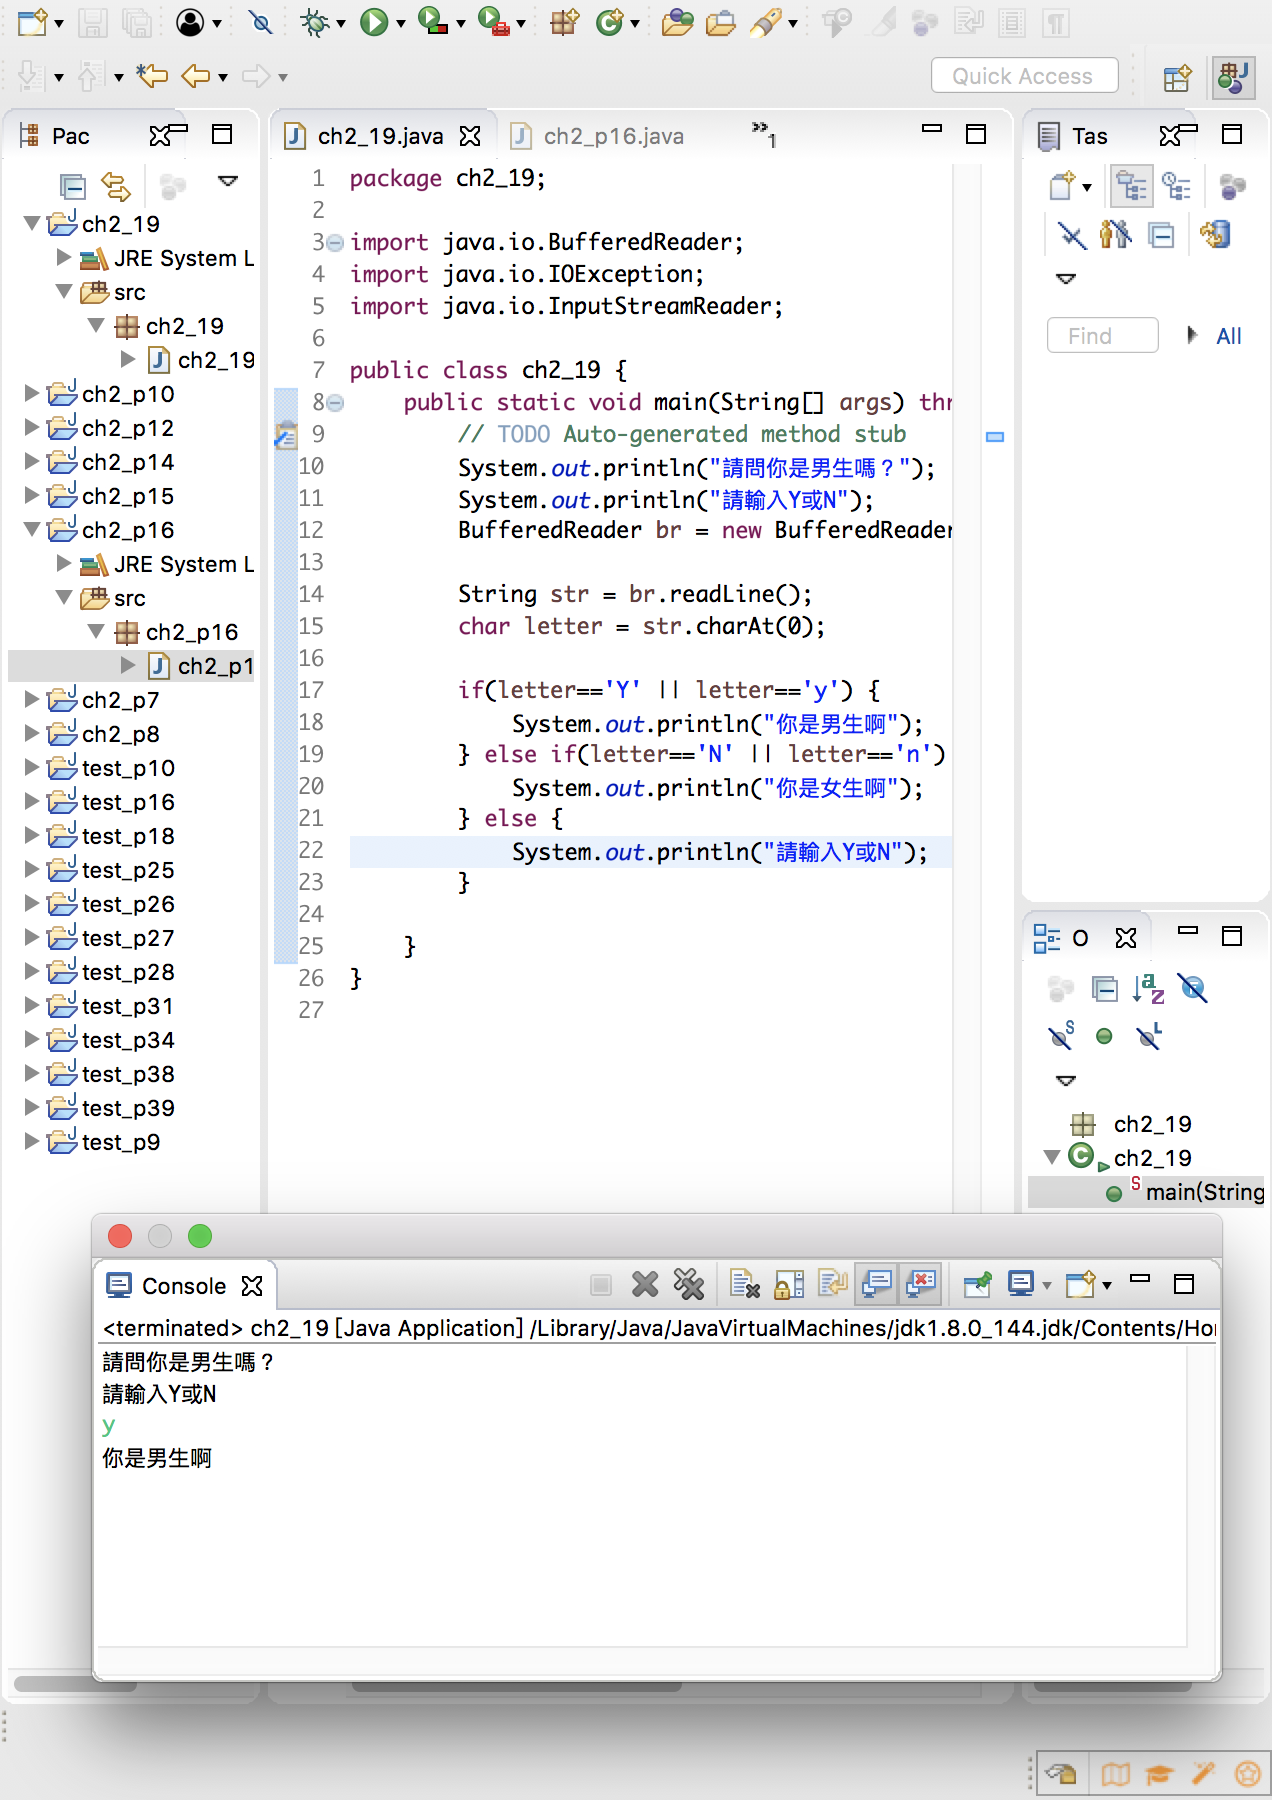 Quick Access
Pac
ch2_19
JRE System L
src
ch2_19
ch2_19
ch2_p10
ch2_p12
ch2_p14
ch2_p15
ch2_p16
JRE System L
src
ch2_p16
ch2_p1
ch2_p7
ch2_p8
test_p10
test_p16
test_p18
test_p25
test_p26
test_p27
test_p28
test_p31
test_p34
test_p38
test_p39
test_p9
ch2_19.java
ch2_p16.java
»1
1 package ch2_19;
2
3 import java.io.BufferedReader;
4 import java.io.IOException;
5 import java.io.InputStreamReader;
6
7 public class ch2_19 {
8 public static void main(String[] args) thr
9 // TODO Auto-generated method stub
10 System.out.println("請問你是男生嗎？");
11 System.out.println("請輸入Y或N");
12 BufferedReader br = new BufferedReader
13
14 String str = br.readLine();
15 char letter = str.charAt(0);
16
17 if(letter=='Y' || letter=='y') {
18 System.out.println("你是男生啊");
19 } else if(letter=='N' || letter=='n')
20 System.out.println("你是女生啊");
21 } else {
22 System.out.println("請輸入Y或N");
23 }
24
25 }
26 }
27
Tas
Find
All
O
ch2_19
ch2_19
main(String
Console
<terminated> ch2_19 [Java Application] /Library/Java/JavaVirtualMachines/jdk1.8.0_144.jdk/Contents/Ho
請問你是男生嗎？
請輸入Y或N
y
你是男生啊